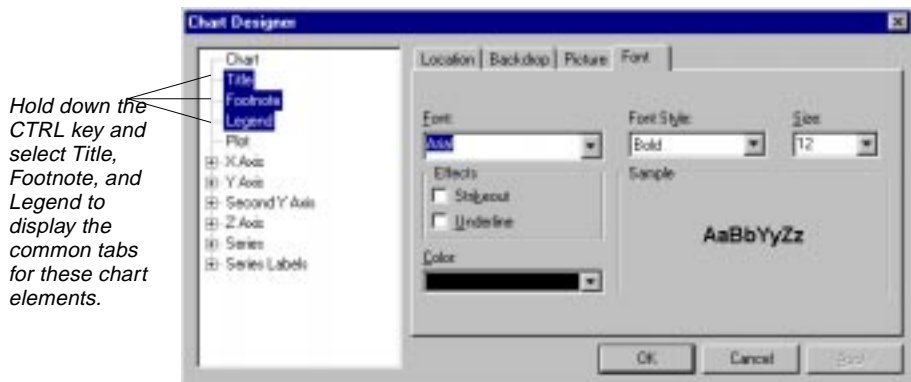 Chart Designer
Hold down the
CTRL key and
select Title,
Footnote, and
Legend to
display the
common tabs
for these chart
elements.
Chart
Title
Footnote
Legend
Plot
X Axis
Y Axis
Second Y Axis
Z Axis
Series
Series Labels
Location Backdrop Picture Font
Font: Font Style: Size:
Arial Bold 12
Effects Sample
Strikeout
Underline
AaBbYyZz
Color:
OK Cancel